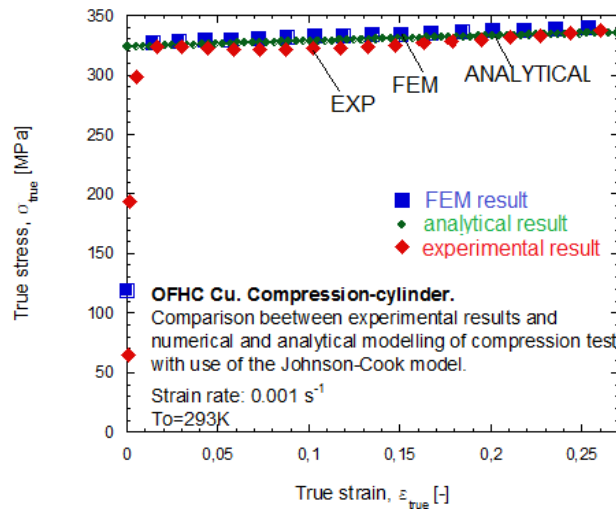 350
300
250
200
150
100
50
0
True stress, σtrue [MPa]
EXP
FEM
ANALYTICAL
FEM result
analytical result
experimental result
OFHC Cu. Compression-cylinder.
Comparison beetween experimental results and
numerical and analytical modelling of compression test
with use of the Johnson-Cook model.
Strain rate: 0.001 s⁻¹
To=293K
0 0,05 0,1 0,15 0,2 0,25
True strain, εtrue [-]